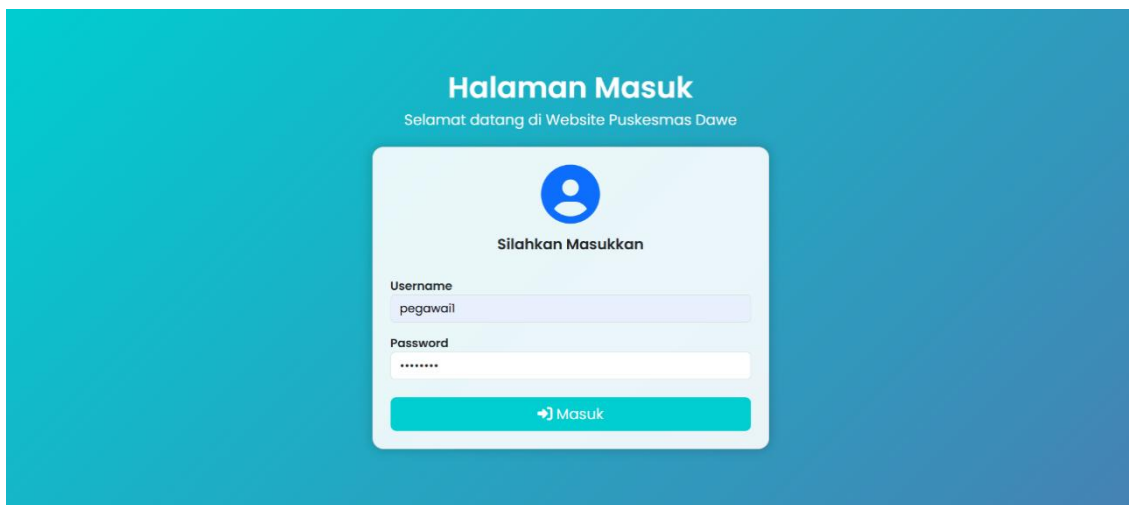 Halaman Masuk
Selamat datang di Website Puskesmas Dawe
Silahkan Masukkan
Username
pegawai1
Password
••••••••
Masuk